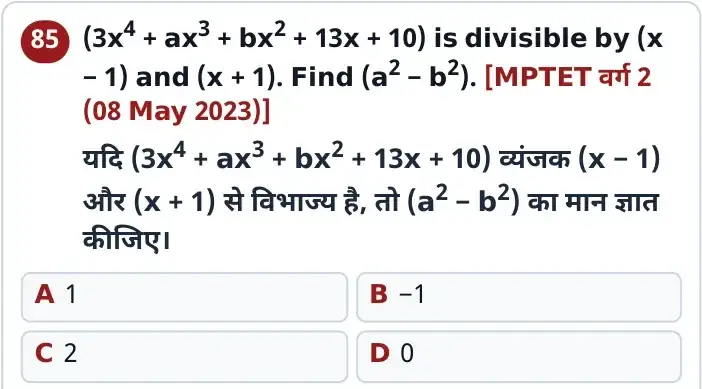 85 (3x⁴ + ax³ + bx² + 13x + 10) is divisible by (x
– 1) and (x + 1). Find (a² – b²). [MPTET वर्ग 2
(08 May 2023)]
यदि (3x⁴ + ax³ + bx² + 13x + 10) व्यंजक (x – 1)
और (x + 1) से विभाज्य है, तो (a² – b²) का मान ज्ञात
कीजिए।
A 1
B −1
C 2
D 0